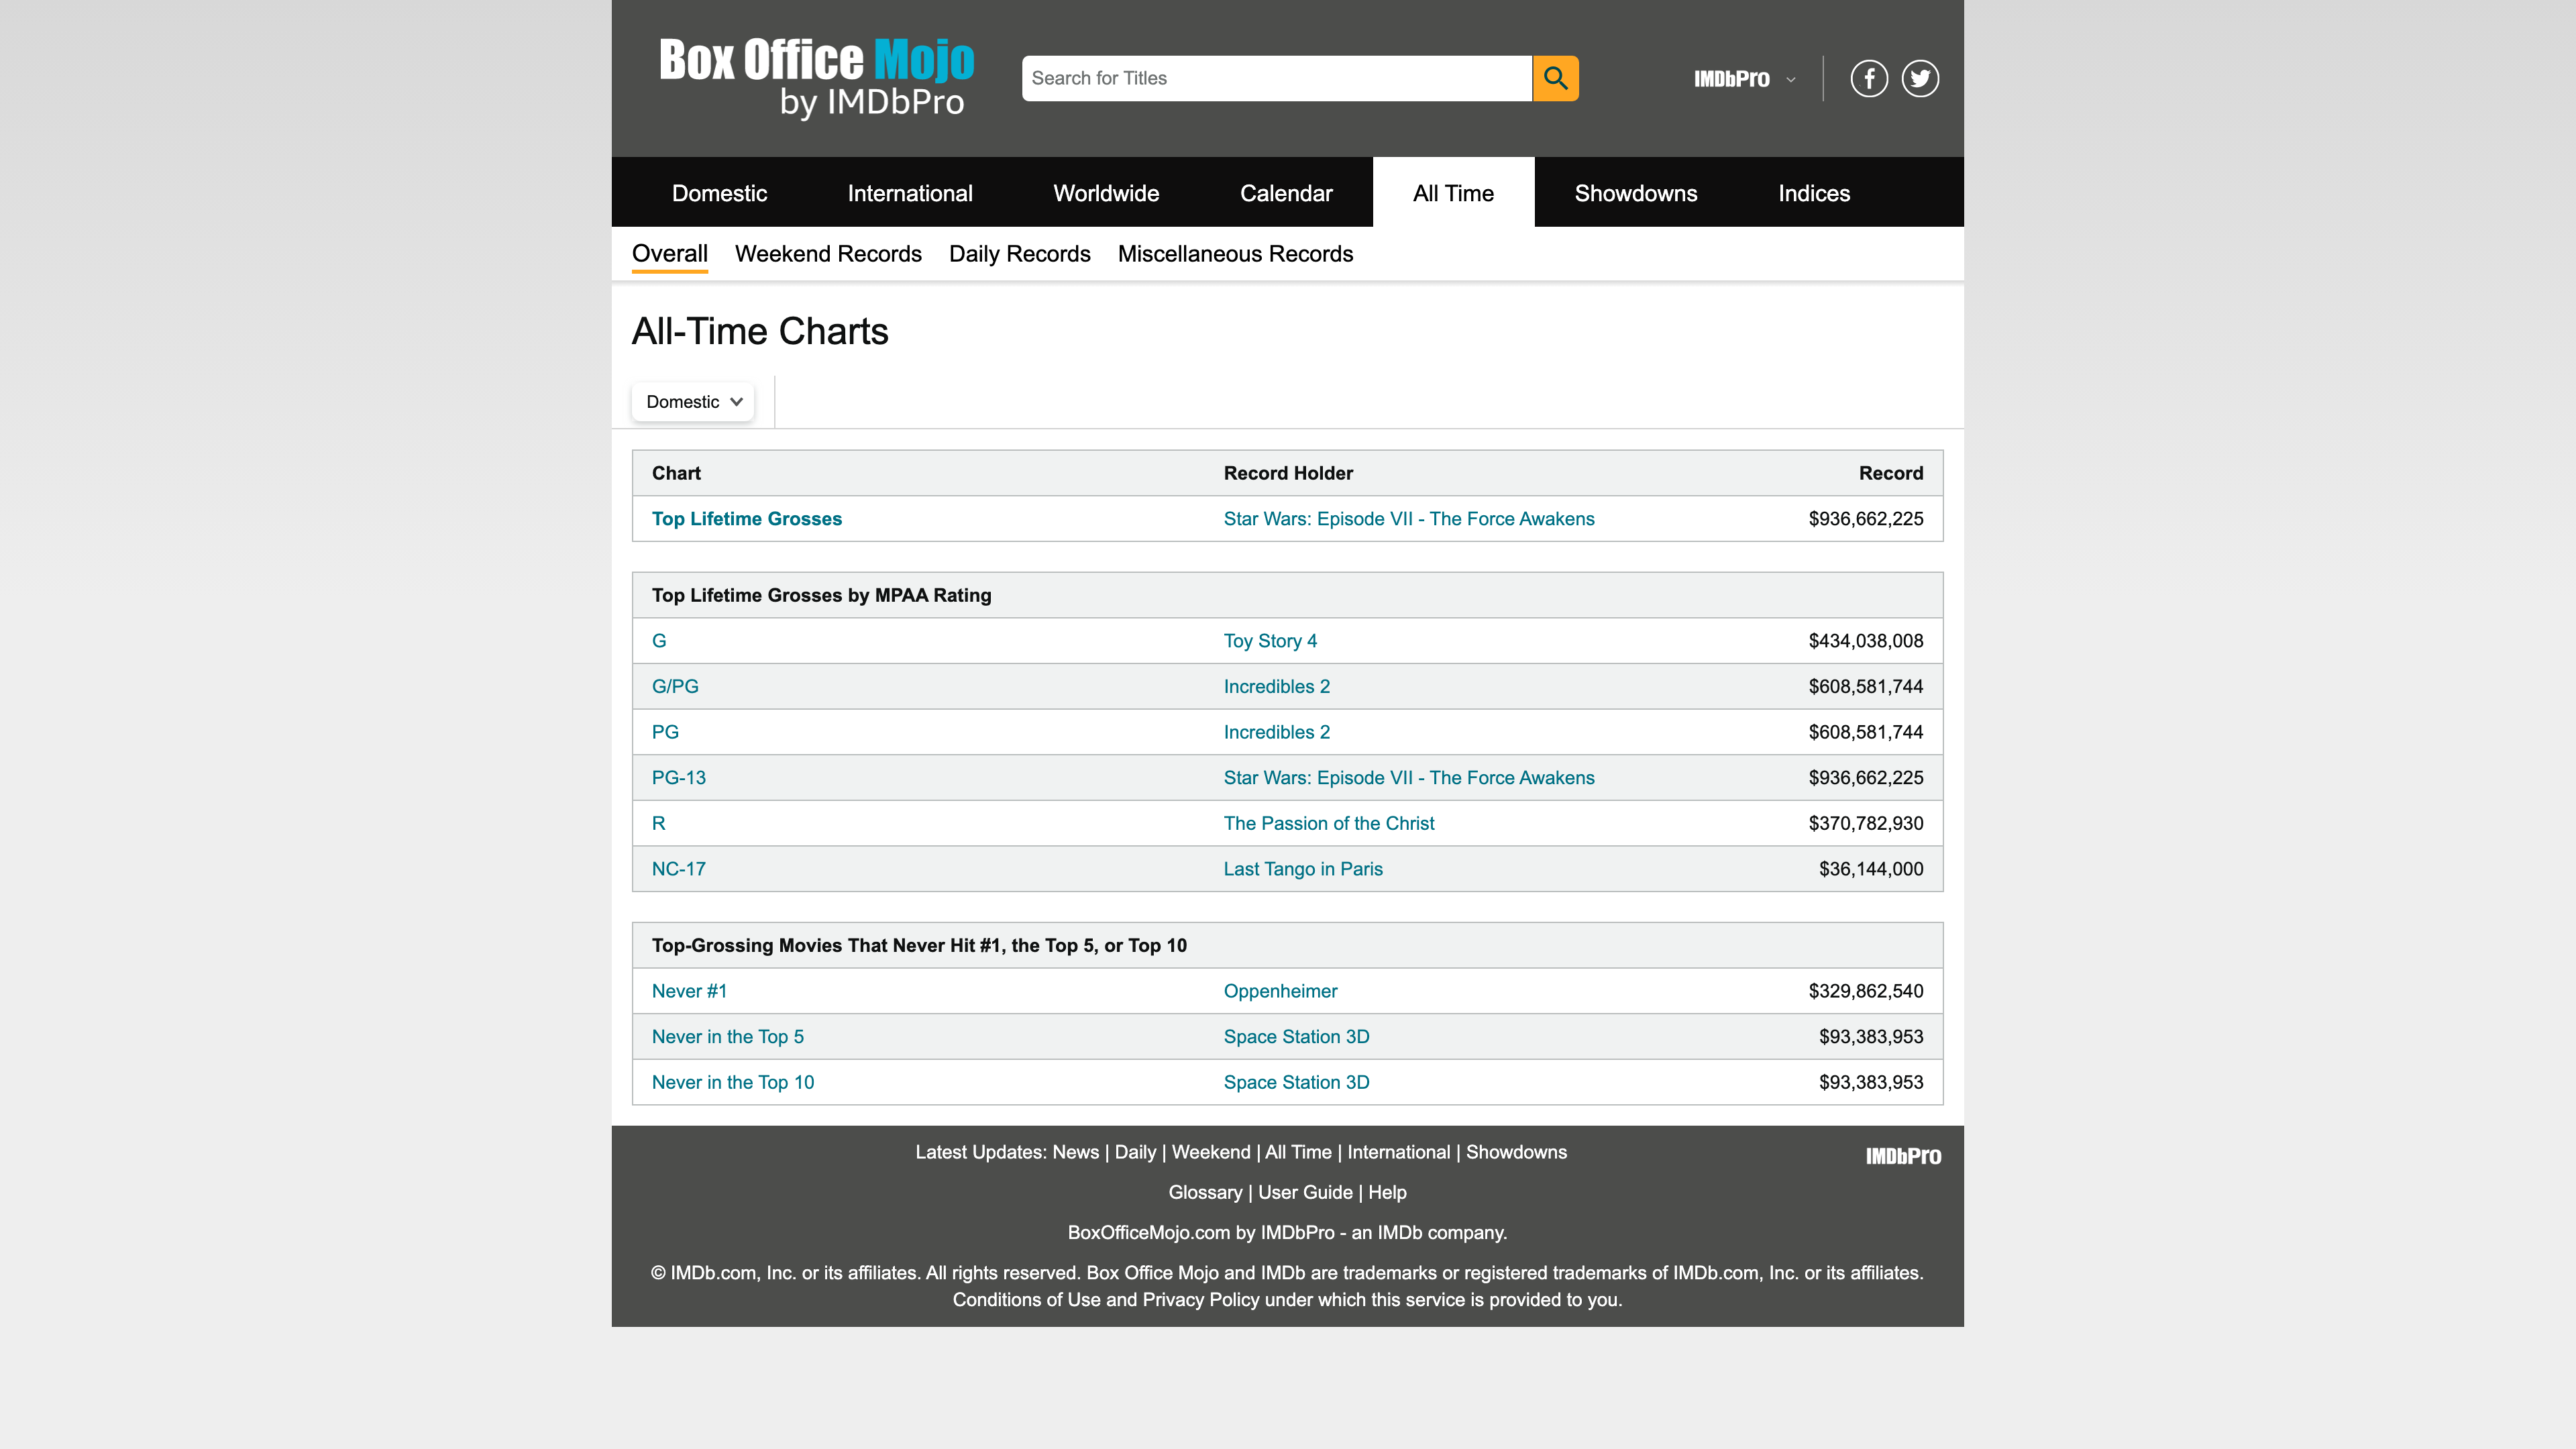 Box Office Mojo
by IMDbPro
Search for Titles
IMDbPro
Domestic International Worldwide Calendar All Time Showdowns Indices
Overall Weekend Records Daily Records Miscellaneous Records
All-Time Charts
Domestic
Chart Record Holder Record
Top Lifetime Grosses Star Wars: Episode VII - The Force Awakens $936,662,225
Top Lifetime Grosses by MPAA Rating
G Toy Story 4 $434,038,008
G/PG Incredibles 2 $608,581,744
PG Incredibles 2 $608,581,744
PG-13 Star Wars: Episode VII - The Force Awakens $936,662,225
R The Passion of the Christ $370,782,930
NC-17 Last Tango in Paris $36,144,000
Top-Grossing Movies That Never Hit #1, the Top 5, or Top 10
Never #1 Oppenheimer $329,862,540
Never in the Top 5 Space Station 3D $93,383,953
Never in the Top 10 Space Station 3D $93,383,953
Latest Updates: News | Daily | Weekend | All Time | International | Showdowns
IMDbPro
Glossary | User Guide | Help
BoxOfficeMojo.com by IMDbPro - an IMDb company.
© IMDb.com, Inc. or its affiliates. All rights reserved. Box Office Mojo and IMDb are trademarks or registered trademarks of IMDb.com, Inc. or its affiliates.
Conditions of Use and Privacy Policy under which this service is provided to you.